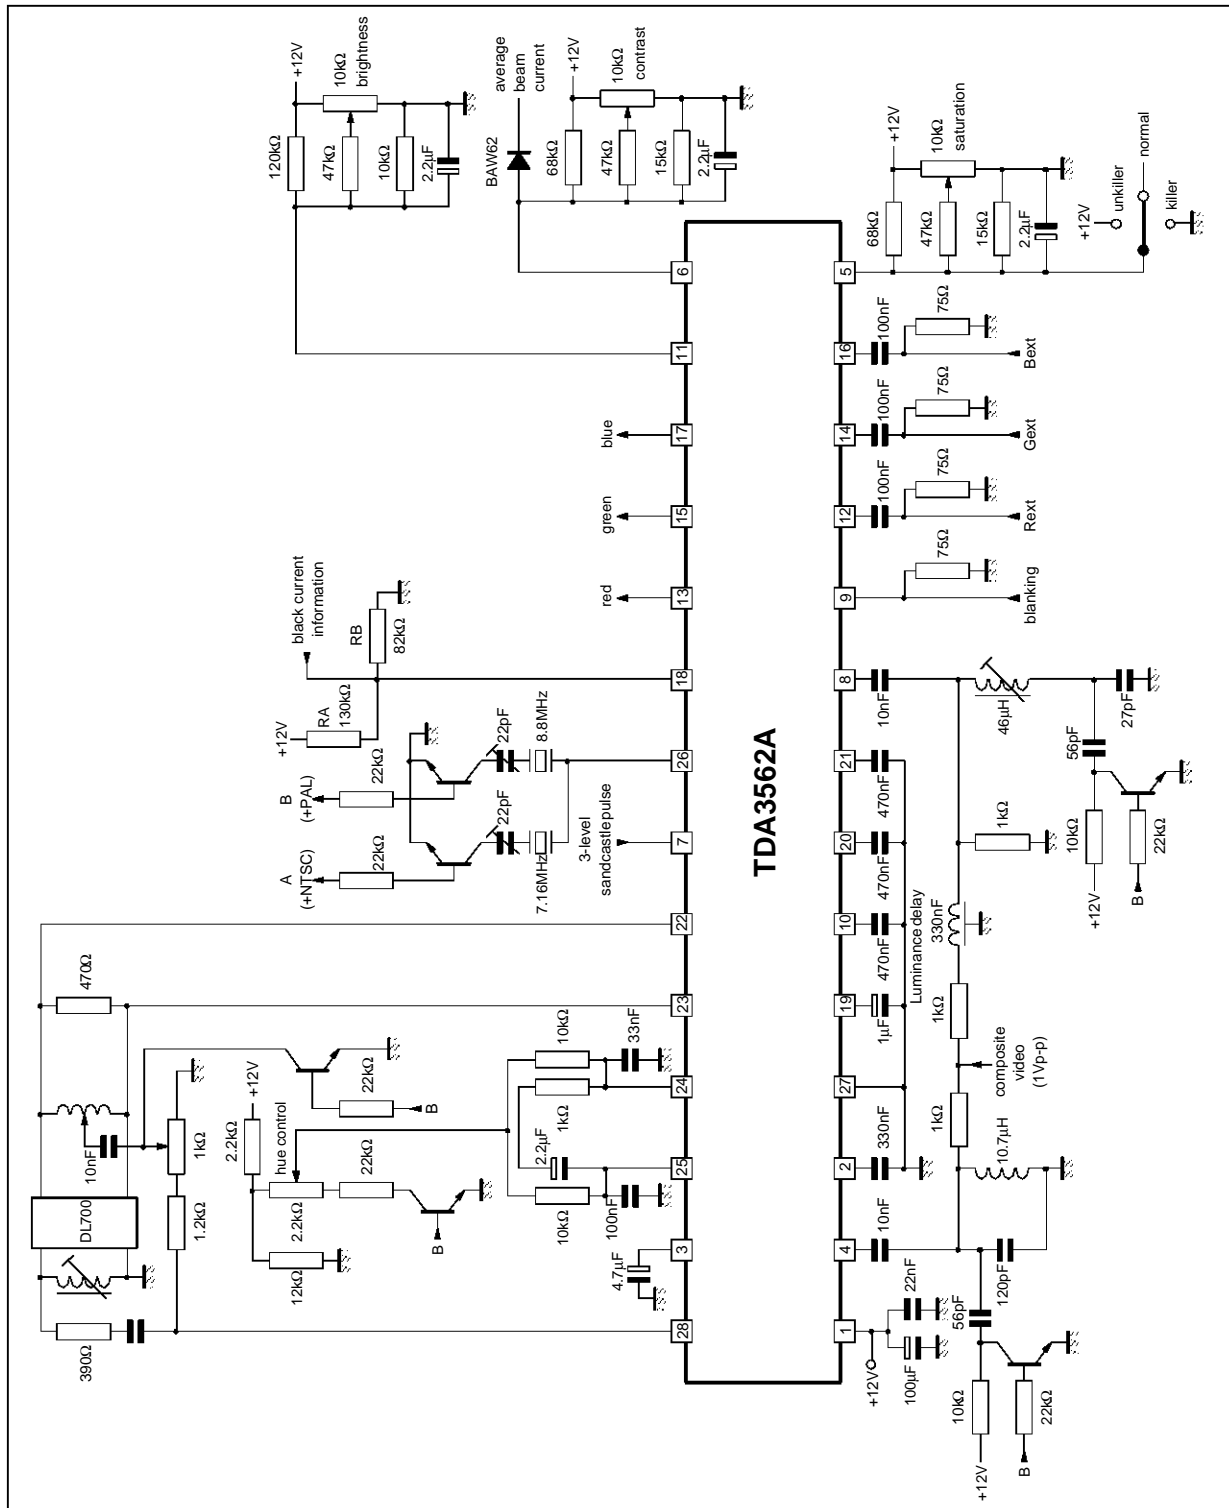 +12V
10kΩ
brightness
120kΩ
47kΩ
10kΩ
2.2µF
average
beam
current
BAW62
+12V
10kΩ
contrast
68kΩ
47kΩ
15kΩ
2.2µF
+12V
10kΩ
saturation
68kΩ
47kΩ
15kΩ
2.2µF
+12V
unkiller
normal
killer
28
3
25
24
23
22
7
26
18
13
15
17
11
6
TDA3562A
1
4
2
27
19
10
20
21
8
9
12
14
16
5
390Ω
DL700
10nF
470Ω
1.2kΩ
1kΩ
12kΩ
2.2kΩ
2.2kΩ
hue control
+12V
22kΩ
B
22kΩ
B
4.7µF
100nF
10kΩ
2.2µF
1kΩ
10kΩ
33nF
A
(+NTSC)
22kΩ
B
(+PAL)
22kΩ
22pF
22pF
7.16MHz
8.8MHz
3-level
sandcastle pulse
+12V
RA
130kΩ
RB
82kΩ
black current
information
red
green
blue
+12V
100µF
22nF
10nF
330nF
1µF
470nF
470nF
470nF
10nF
Luminance delay
330nF
56pF
120pF
10.7µH
1kΩ
composite
video
(1Vp-p)
1kΩ
1kΩ
10kΩ
+12V
22kΩ
B
46µH
56pF
27pF
10kΩ
+12V
22kΩ
B
blanking
75Ω
100nF
75Ω
Rext
100nF
75Ω
Gext
100nF
75Ω
Bext